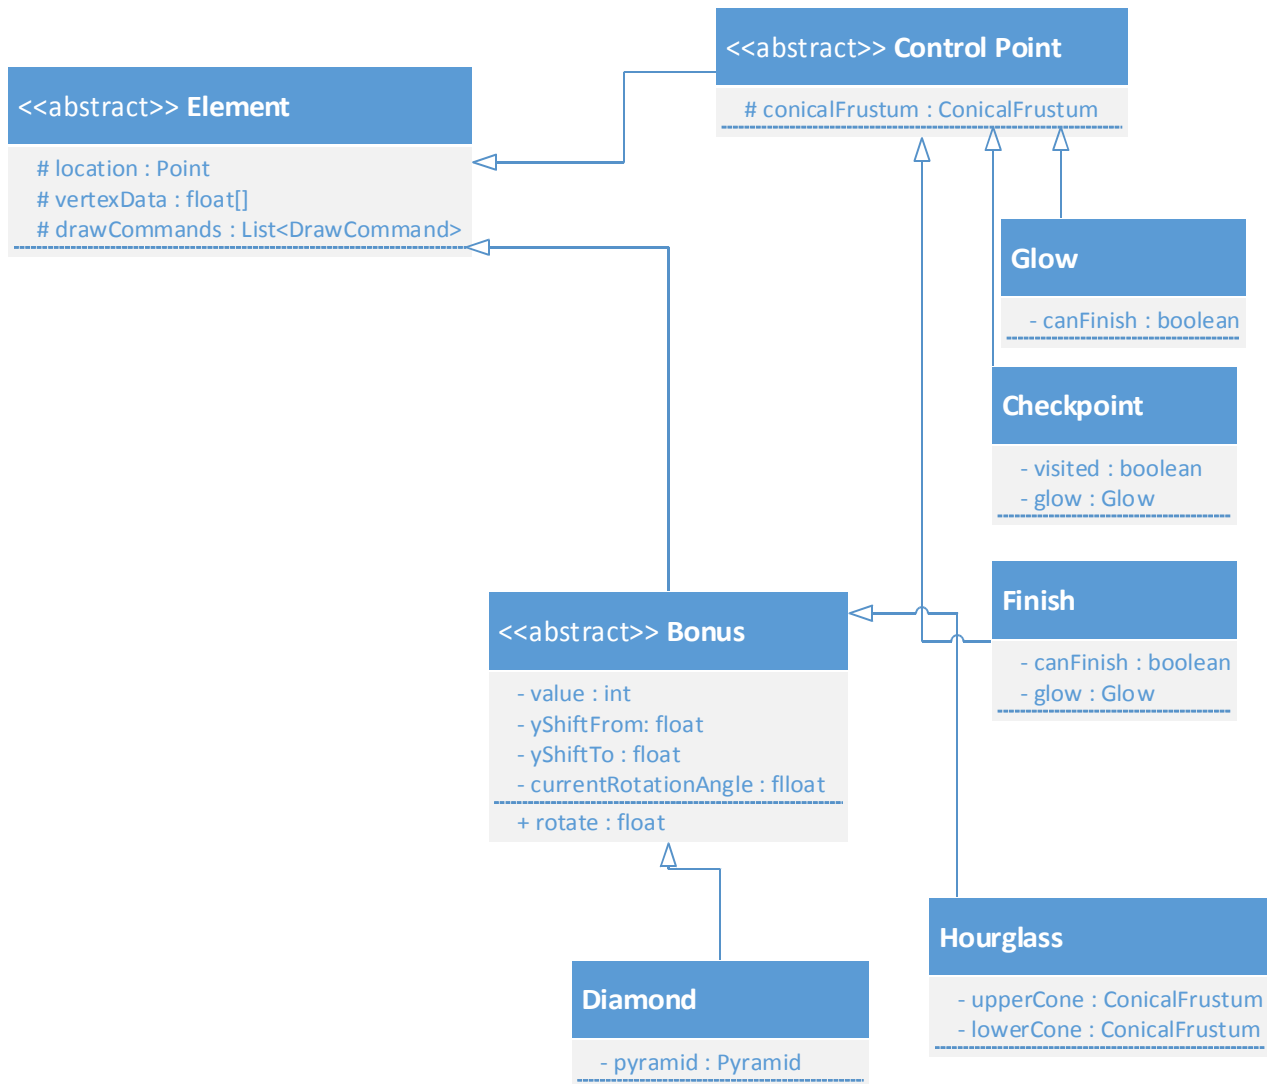 <<abstract>> Control Point
# conicalFrustum : ConicalFrustum
<<abstract>> Element
# location : Point
# vertexData : float[]
# drawCommands : List<DrawCommand>
Glow
- canFinish : boolean
Checkpoint
- visited : boolean
- glow : Glow
Finish
- canFinish : boolean
- glow : Glow
<<abstract>> Bonus
- value : int
- yShiftFrom: float
- yShiftTo : float
- currentRotationAngle : flloat
+ rotate : float
Hourglass
- upperCone : ConicalFrustum
- lowerCone : ConicalFrustum
Diamond
- pyramid : Pyramid